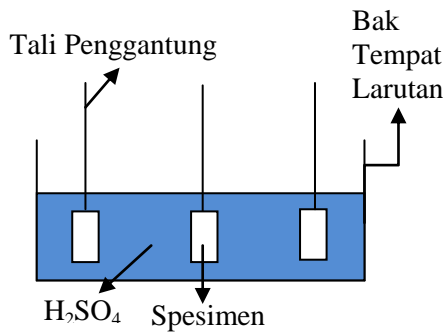 Tali Penggantung
Bak
Tempat
Larutan
H₂SO₄
Spesimen